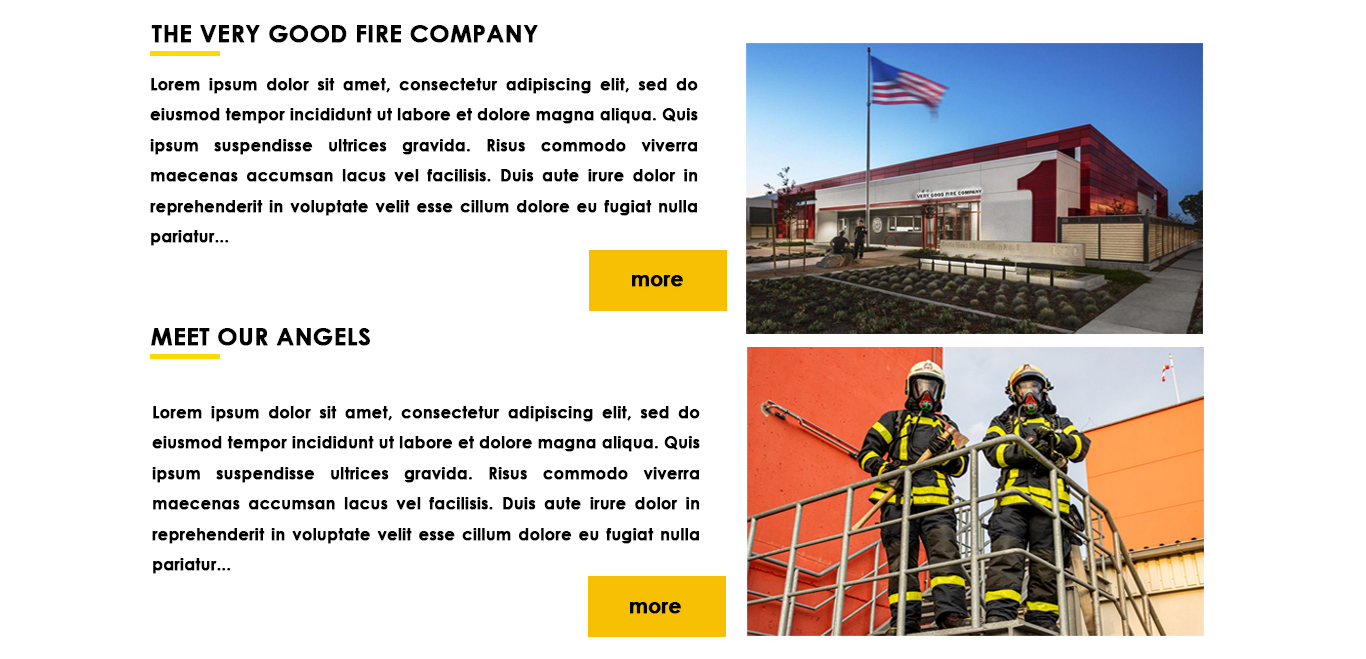 THE VERY GOOD FIRE COMPANY
Lorem ipsum dolor sit amet, consectetur adipiscing elit, sed do
eiusmod tempor incididunt ut labore et dolore magna aliqua. Quis
ipsum suspendisse ultrices gravida. Risus commodo viverra
maecenas accumsan lacus vel facilisis. Duis aute irure dolor in
reprehenderit in voluptate velit esse cillum dolore eu fugiat nulla
pariatur...
more
VERY GOOD FIRE COMPANY
1
MEET OUR ANGELS
Lorem ipsum dolor sit amet, consectetur adipiscing elit, sed do
eiusmod tempor incididunt ut labore et dolore magna aliqua. Quis
ipsum suspendisse ultrices gravida. Risus commodo viverra
maecenas accumsan lacus vel facilisis. Duis aute irure dolor in
reprehenderit in voluptate velit esse cillum dolore eu fugiat nulla
pariatur...
more